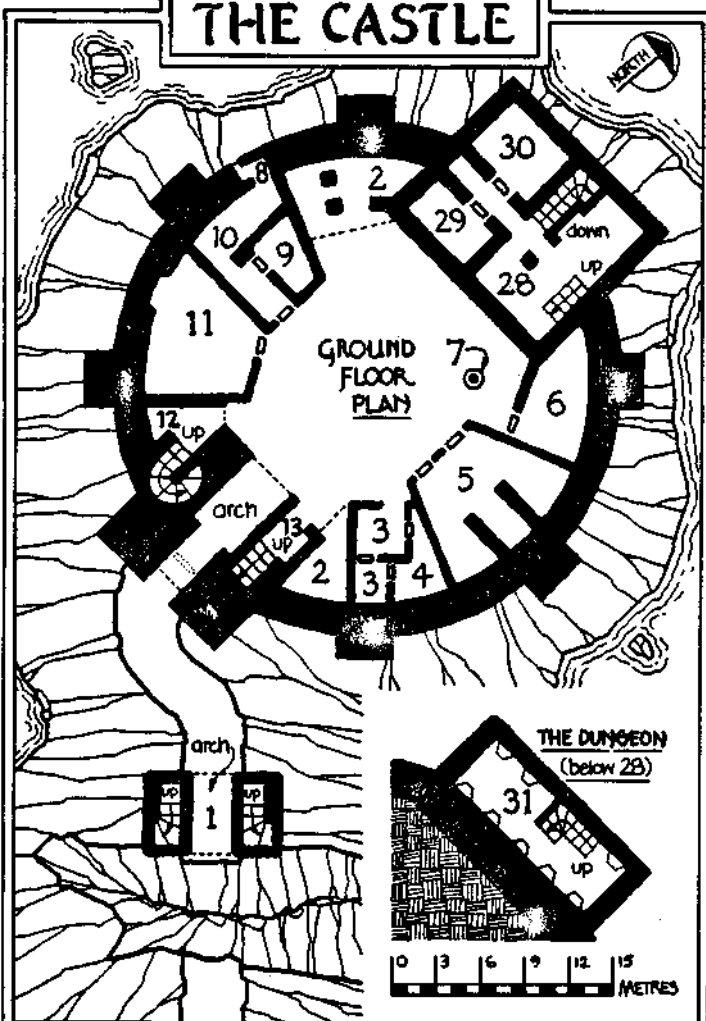 THE CASTLE
NORTH
30
8
2
29
down
10
9
28
up
11
GROUND
FLOOR
PLAN
7
6
12
up
5
arch
13
up
3
2
3
4
arch
THE DUNGEON
(below 28)
up
1
up
31
up
0 3 6 9 12 15
METRES